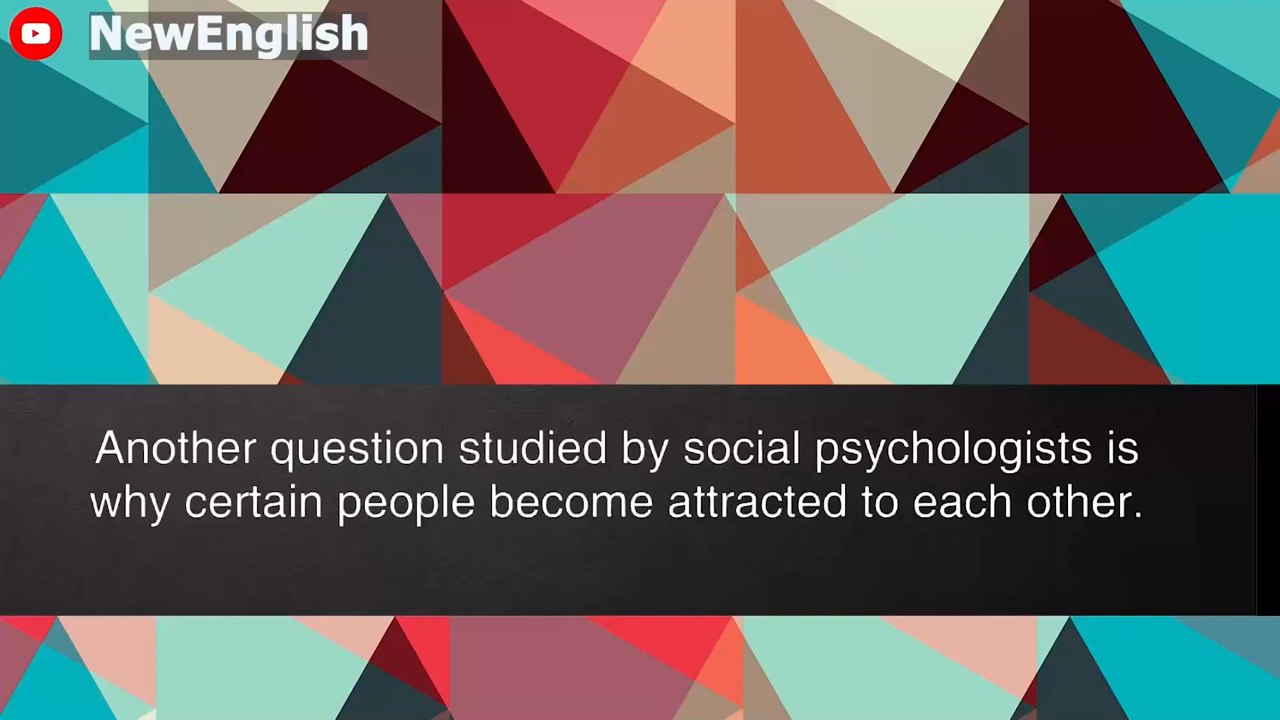 NewEnglish
Another question studied by social psychologists is
why certain people become attracted to each other.